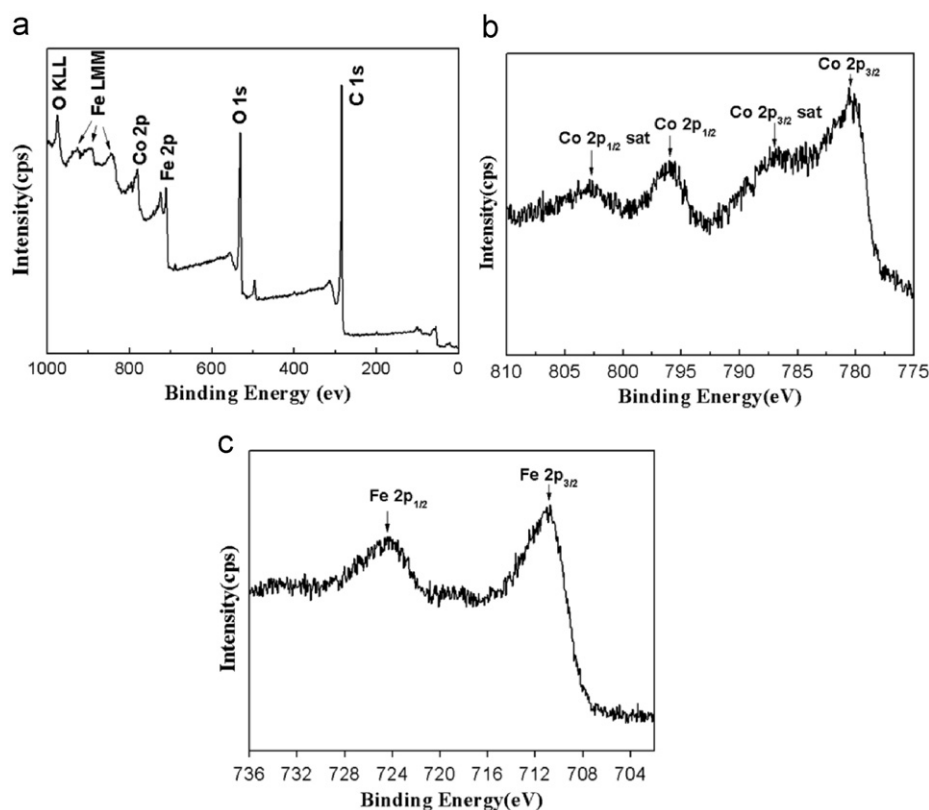 a
O KLL
Fe LMM
Co 2p
Fe 2p
O 1s
C 1s
Intensity(cps)
1000 800 600 400 200 0
Binding Energy (ev)
b
Co 2p3/2
Co 2p1/2 sat
Co 2p1/2
Co 2p3/2 sat
Intensity(cps)
810 805 800 795 790 785 780 775
Binding Energy(eV)
c
Fe 2p3/2
Fe 2p1/2
Intensity(cps)
736 732 728 724 720 716 712 708 704
Binding Energy(eV)